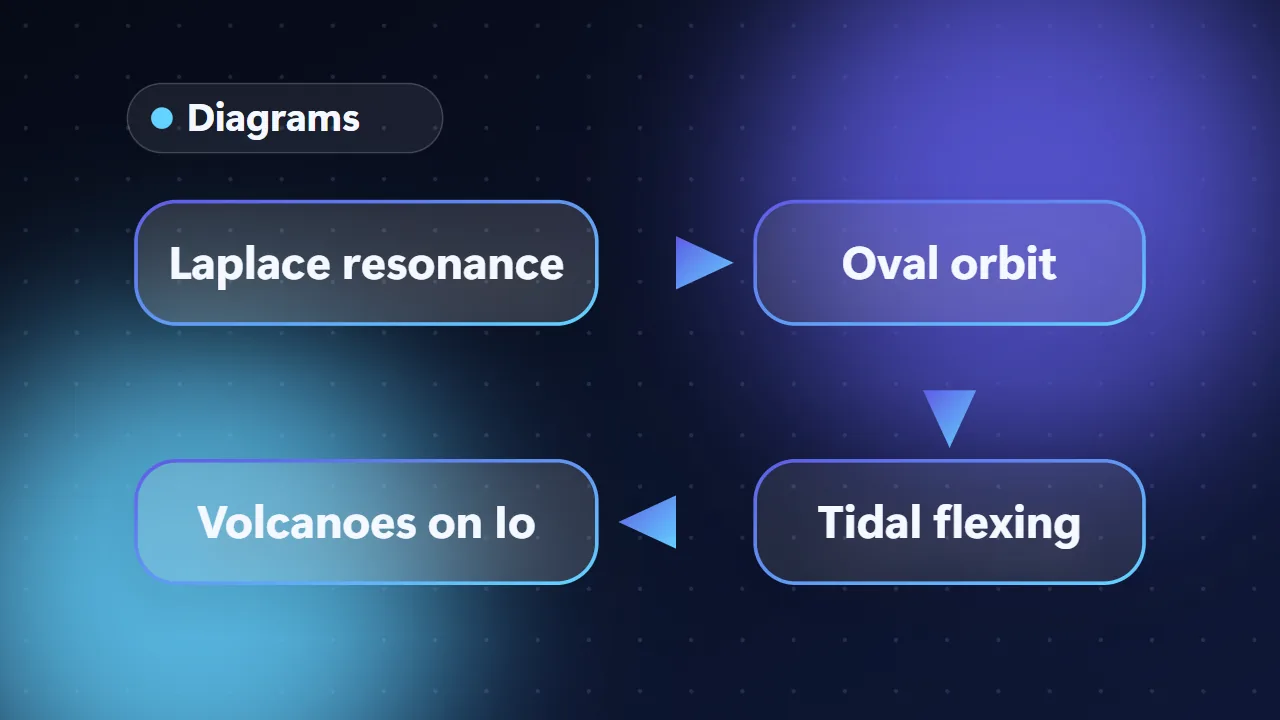 Diagrams
Laplace resonance
Oval orbit
Volcanoes on Io
Tidal flexing